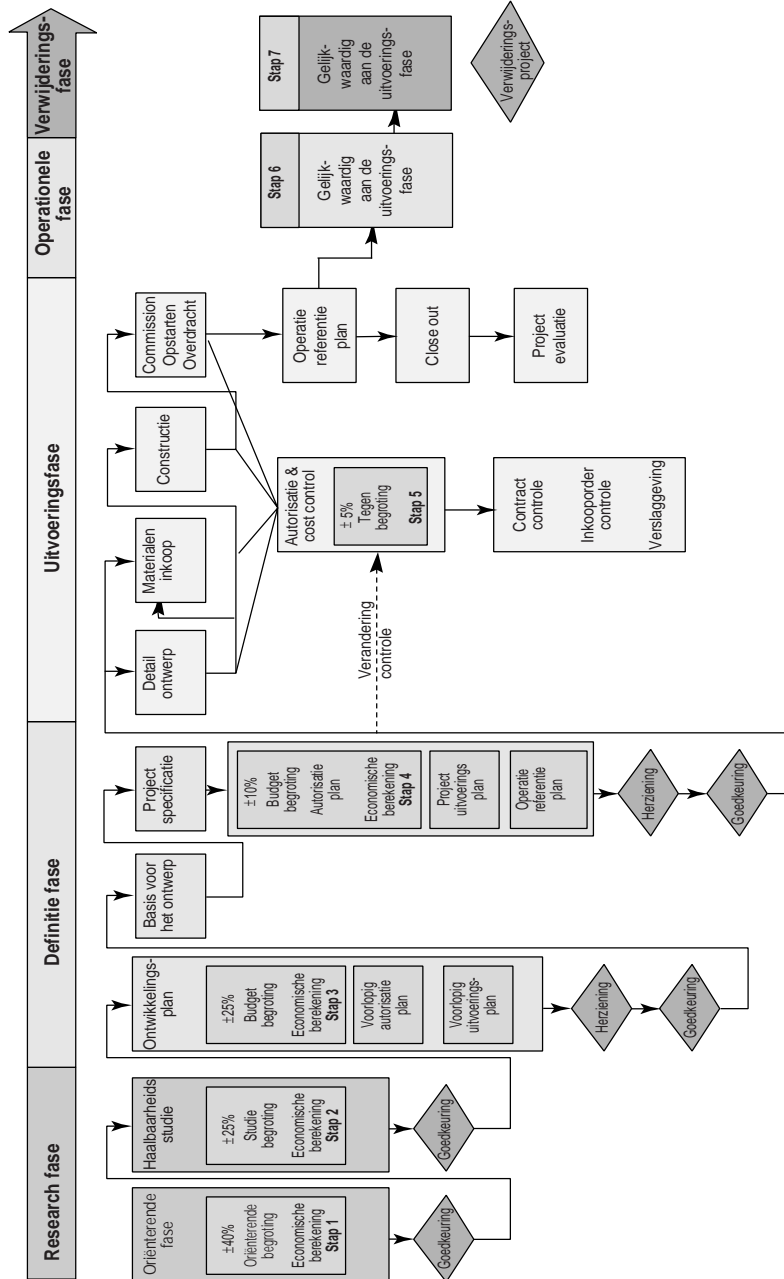 Research fase
Definitie fase
Uitvoeringsfase
Operationele
fase
Verwijderings-
fase
Oriënterende
fase
±40%
Oriënterende
begroting
Economische
berekening
Stap 1
Goedkeuring
Haalbaarheids
studie
±25%
Studie
begroting
Economische
berekening
Stap 2
Goedkeuring
Ontwikkelings-
plan
±25%
Budget
begroting
Economische
berekening
Stap 3
Voorlopig
autorisatie
plan
Voorlopig
uitvoerings-
plan
Herziening
Goedkeuring
Basis voor
het ontwerp
Project
specificatie
±10%
Budget
begroting
Autorisatie
plan
Economische
berekening
Stap 4
Project
uitvoerings
plan
Operatie
referentie
plan
Herziening
Goedkeuring
Detail
ontwerp
Materialen
inkoop
Constructie
Commission
Opstarten
Overdracht
Verandering
controle
Autorisatie &
cost control
± 5%
Tegen
begroting
Stap 5
Contract
controle
Inkooporder
controle
Verslaggeving
Operatie
referentie
plan
Close out
Project
evaluatie
Stap 6
Gelijk-
waardig
aan de
uitvoerings-
fase
Stap 7
Gelijk-
waardig
aan de
uitvoerings-
fase
Verwijderings-
project